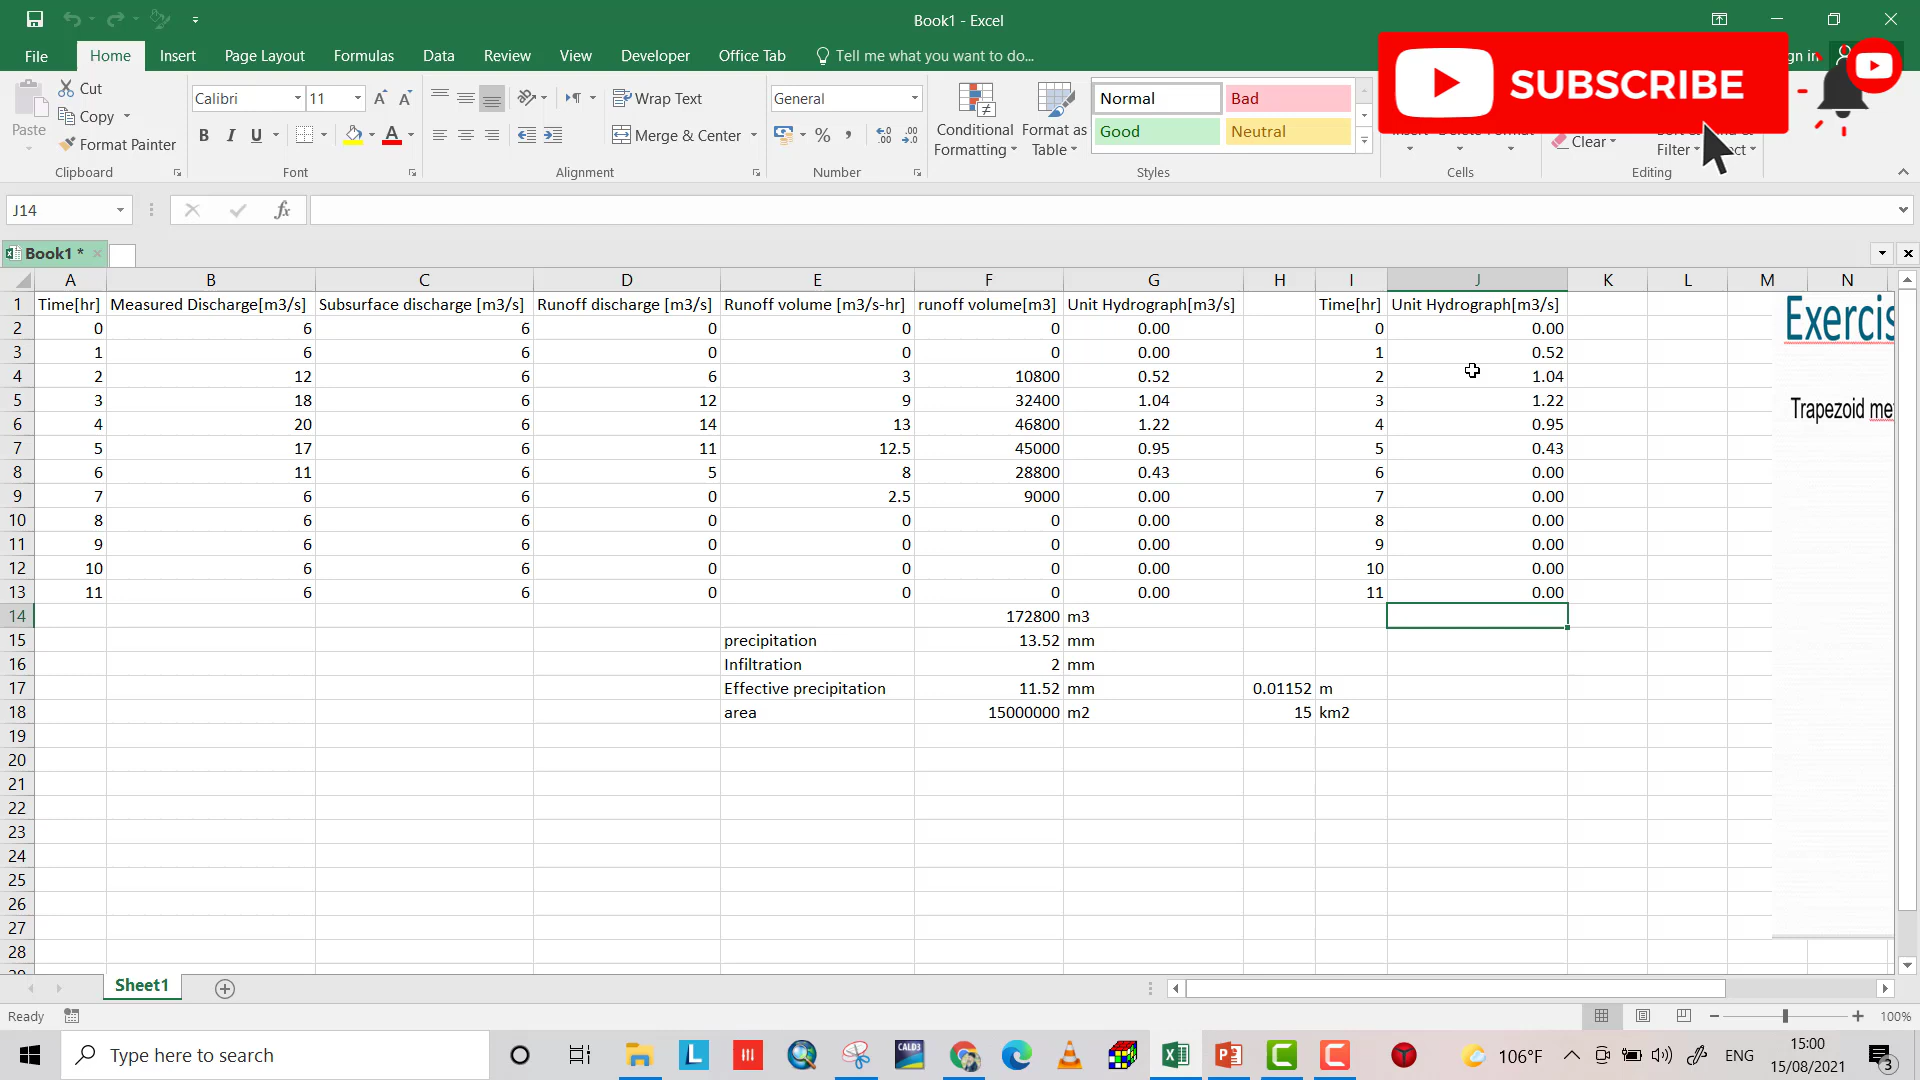 Book1 - Excel
File Home Insert Page Layout Formulas Data Review View Developer Office Tab Tell me what you want to do...
SUBSCRIBE
Paste
Cut
Copy
Format Painter
Clipboard
Calibri 11
B I U
Font
Wrap Text
Merge & Center
Alignment
General
%
Number
Conditional Formatting
Format as Table
Normal Bad
Good Neutral
Styles
Cells
Clear
Filter
Editing
J14
fx
Book1 *
A B C D E F G H I J K L M N
1 Time[hr] Measured Discharge[m3/s] Subsurface discharge [m3/s] Runoff discharge [m3/s] Runoff volume [m3/s-hr] runoff volume[m3] Unit Hydrograph[m3/s] Time[hr] Unit Hydrograph[m3/s]
2 0 6 6 0 0 0 0.00 0 0.00
3 1 6 6 0 0 0 0.00 1 0.52
4 2 12 6 6 3 10800 0.52 2 1.04
5 3 18 6 12 9 32400 1.04 3 1.22
6 4 20 6 14 13 46800 1.22 4 0.95
7 5 17 6 11 12.5 45000 0.95 5 0.43
8 6 11 6 5 8 28800 0.43 6 0.00
9 7 6 6 0 2.5 9000 0.00 7 0.00
10 8 6 6 0 0 0 0.00 8 0.00
11 9 6 6 0 0 0 0.00 9 0.00
12 10 6 6 0 0 0 0.00 10 0.00
13 11 6 6 0 0 0 0.00 11 0.00
14 172800 m3
15 precipitation 13.52 mm
16 Infiltration 2 mm
17 Effective precipitation 11.52 mm 0.01152 m
18 area 15000000 m2 15 km2
19
20
21
22
23
24
25
26
27
28
Exercis
Trapezoid me
Sheet1
Ready
100%
Type here to search
CALD3
106°F
ENG
15:00
15/08/2021
3